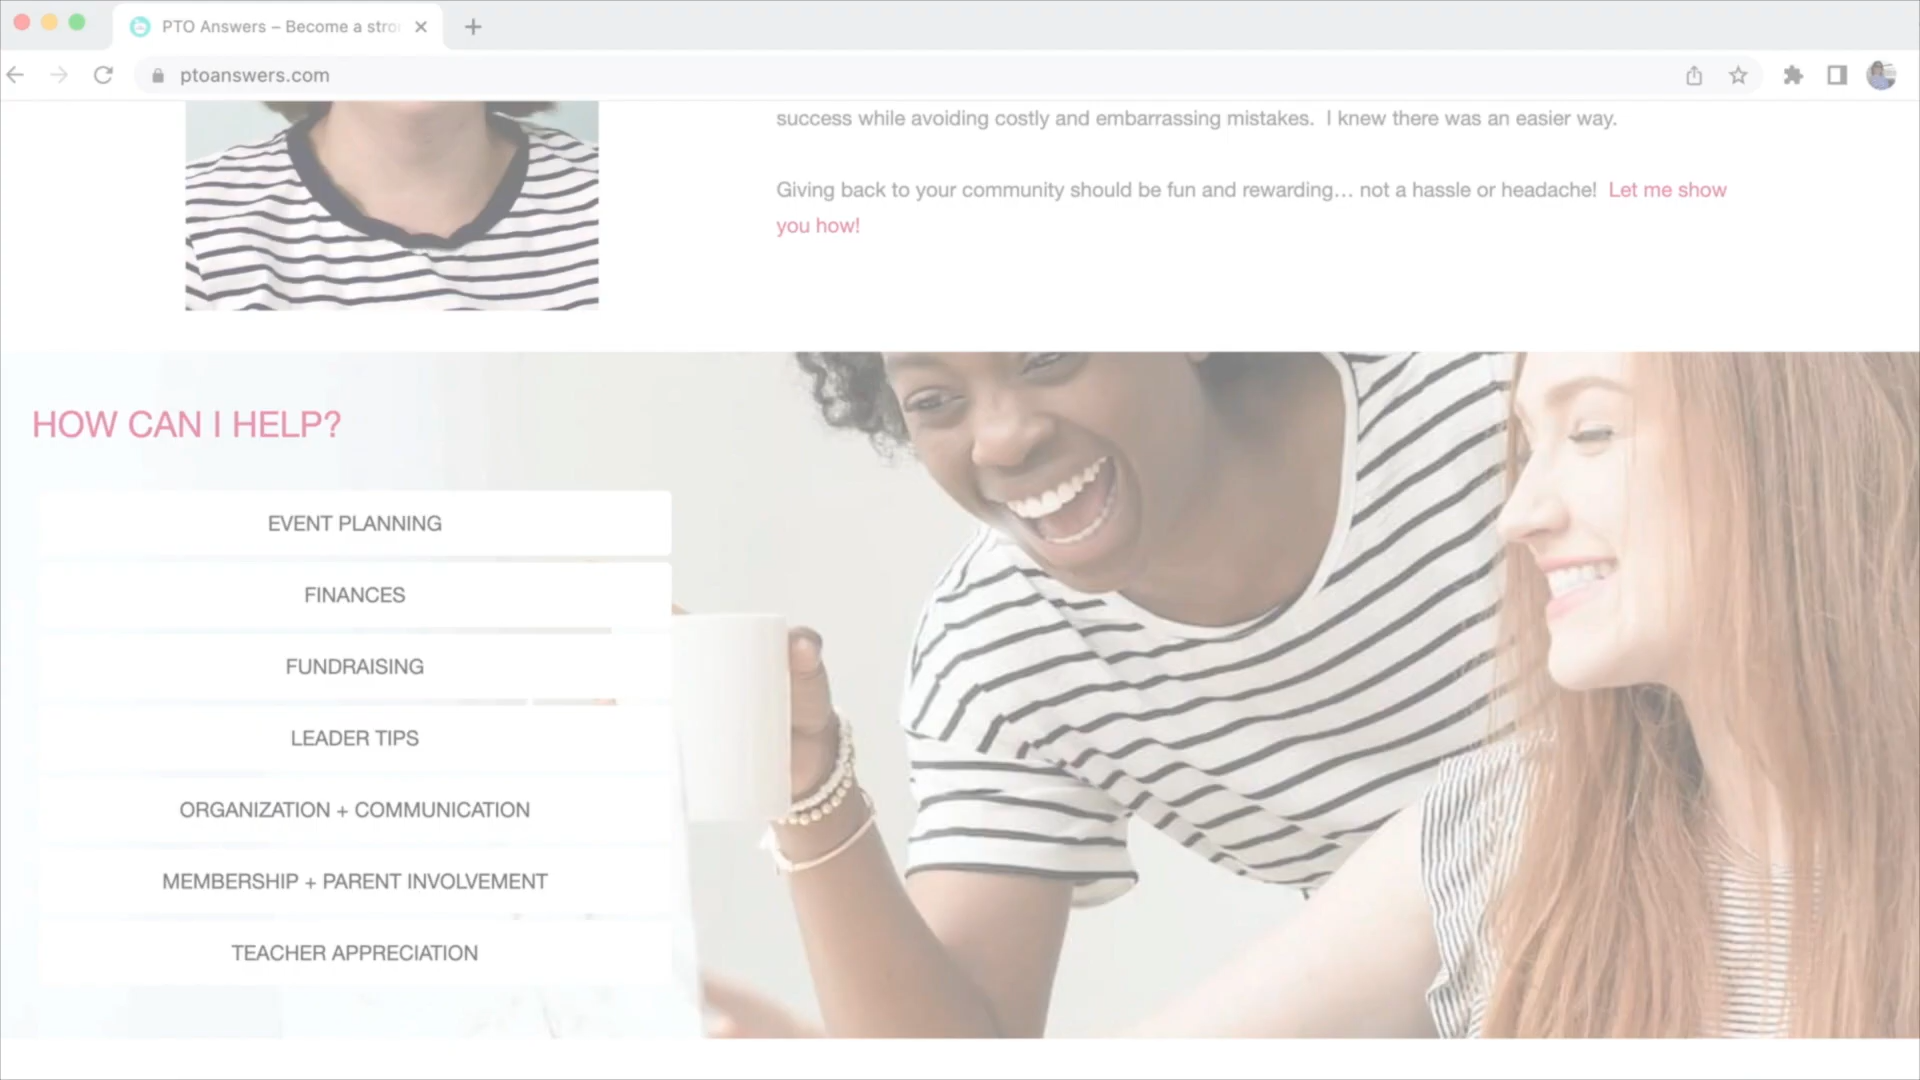 PTO Answers – Become a stro
ptoanswers.com
success while avoiding costly and embarrassing mistakes.  I knew there was an easier way.
Giving back to your community should be fun and rewarding… not a hassle or headache!  Let me show
you how!
HOW CAN I HELP?
EVENT PLANNING
FINANCES
FUNDRAISING
LEADER TIPS
ORGANIZATION + COMMUNICATION
MEMBERSHIP + PARENT INVOLVEMENT
TEACHER APPRECIATION